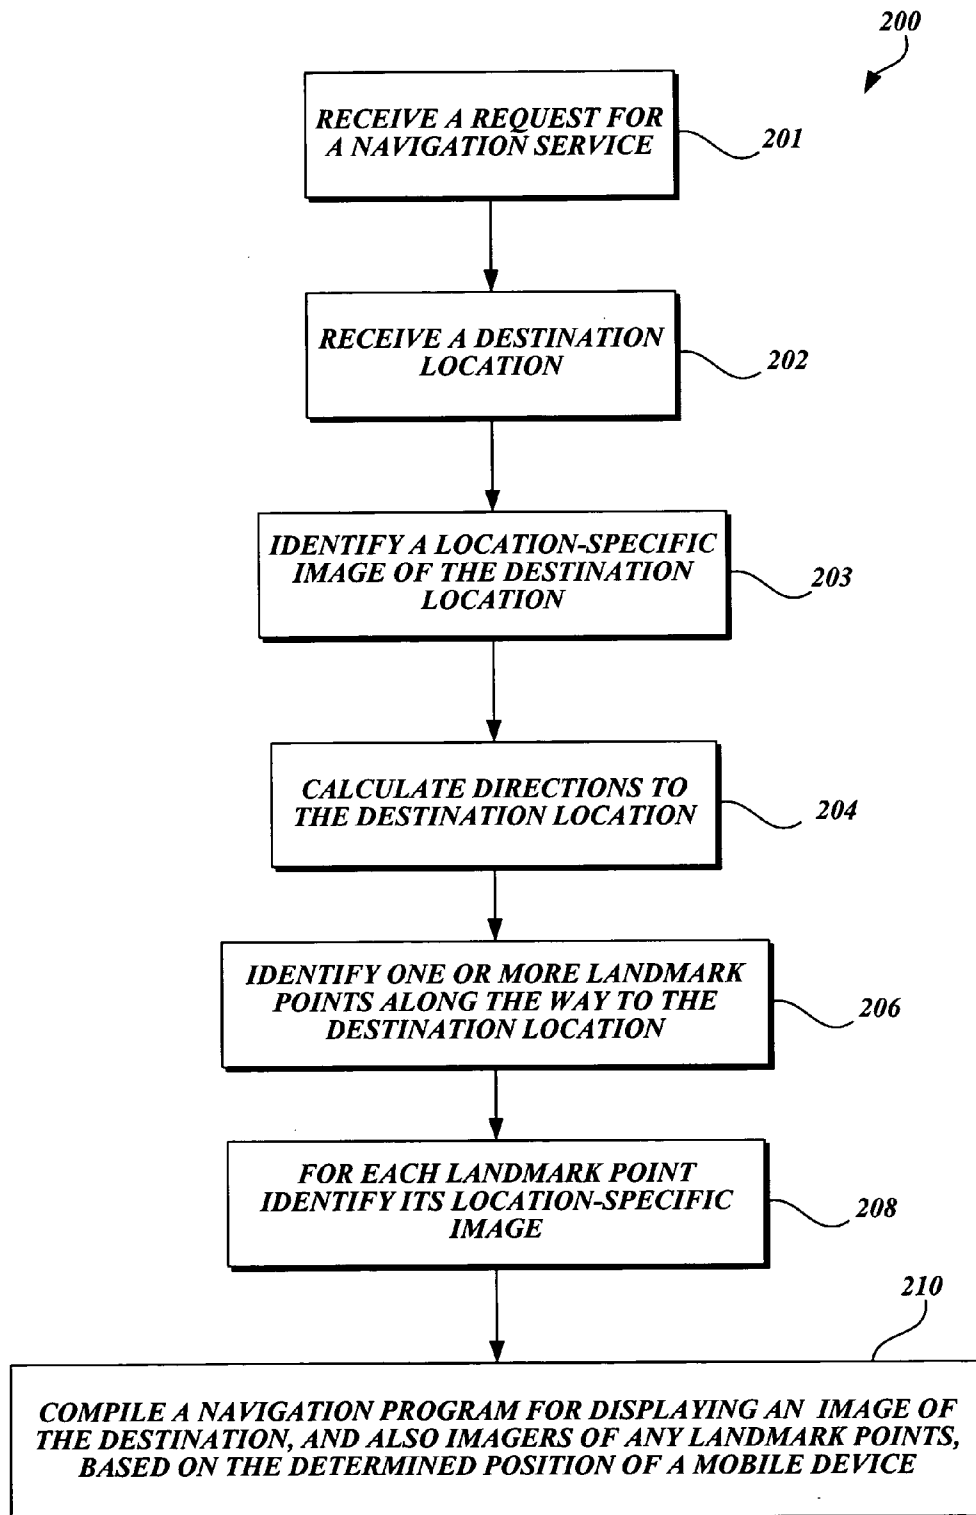 200
RECEIVE A REQUEST FOR
A NAVIGATION SERVICE
201
RECEIVE A DESTINATION
LOCATION
202
IDENTIFY A LOCATION-SPECIFIC
IMAGE OF THE DESTINATION
LOCATION
203
CALCULATE DIRECTIONS TO
THE DESTINATION LOCATION
204
IDENTIFY ONE OR MORE LANDMARK
POINTS ALONG THE WAY TO THE
DESTINATION LOCATION
206
FOR EACH LANDMARK POINT
IDENTIFY ITS LOCATION-SPECIFIC
IMAGE
208
210
COMPILE A NAVIGATION PROGRAM FOR DISPLAYING AN IMAGE OF
THE DESTINATION, AND ALSO IMAGERS OF ANY LANDMARK POINTS,
BASED ON THE DETERMINED POSITION OF A MOBILE DEVICE